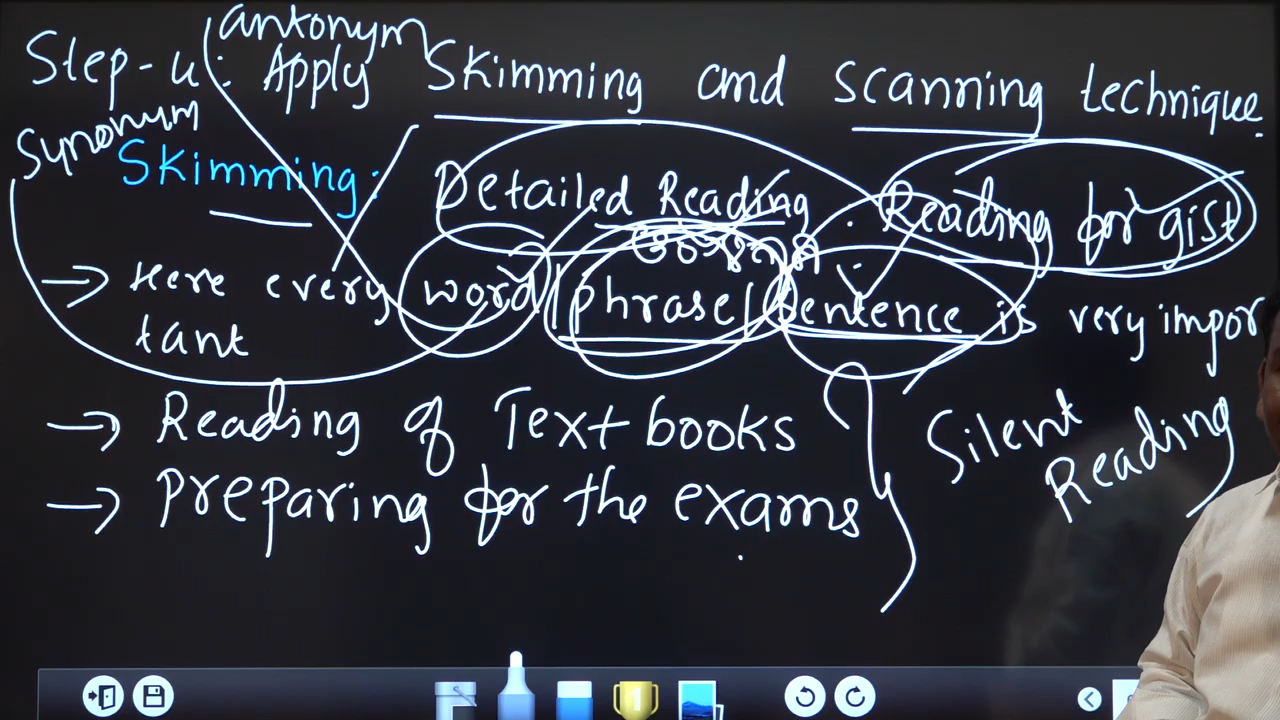 antonym
Step-4: Apply Skimming and scanning technique.
Synonym
Skimming: Detailed Reading. Reading for gist
→ Here every word/phrase/sentence is very impor
tant
→ Reading of Text books
→ Preparing for the exams
Silent
Reading